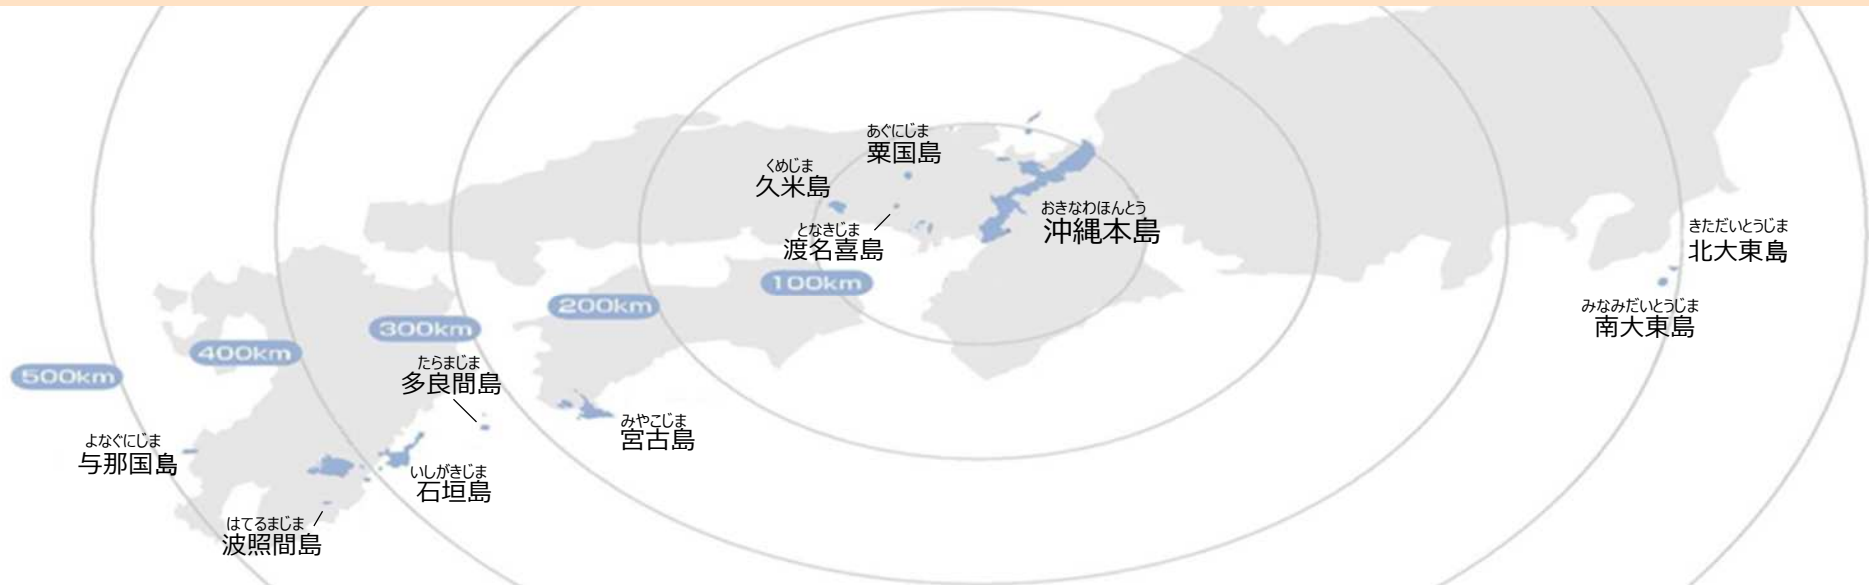 あぐにじま
粟国島
くめじま
久米島
おきなわほんとう
沖縄本島
となきじま
渡名喜島
きただいとうじま
北大東島
100km
200km
みなみだいとうじま
南大東島
300km
400km
たらまじま
多良間島
500km
みやこじま
宮古島
よなぐにじま
与那国島
いしがきじま
石垣島
はてるまじま
波照間島